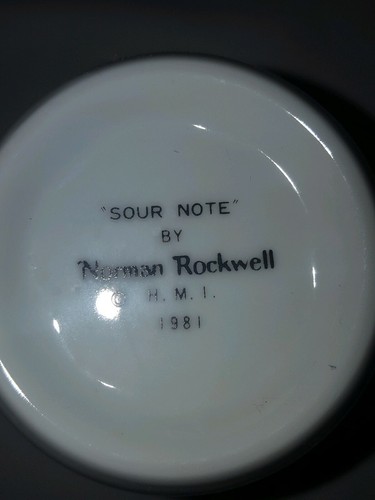 "SOUR NOTE"
BY
Norman Rockwell
© H. M. I.
1981